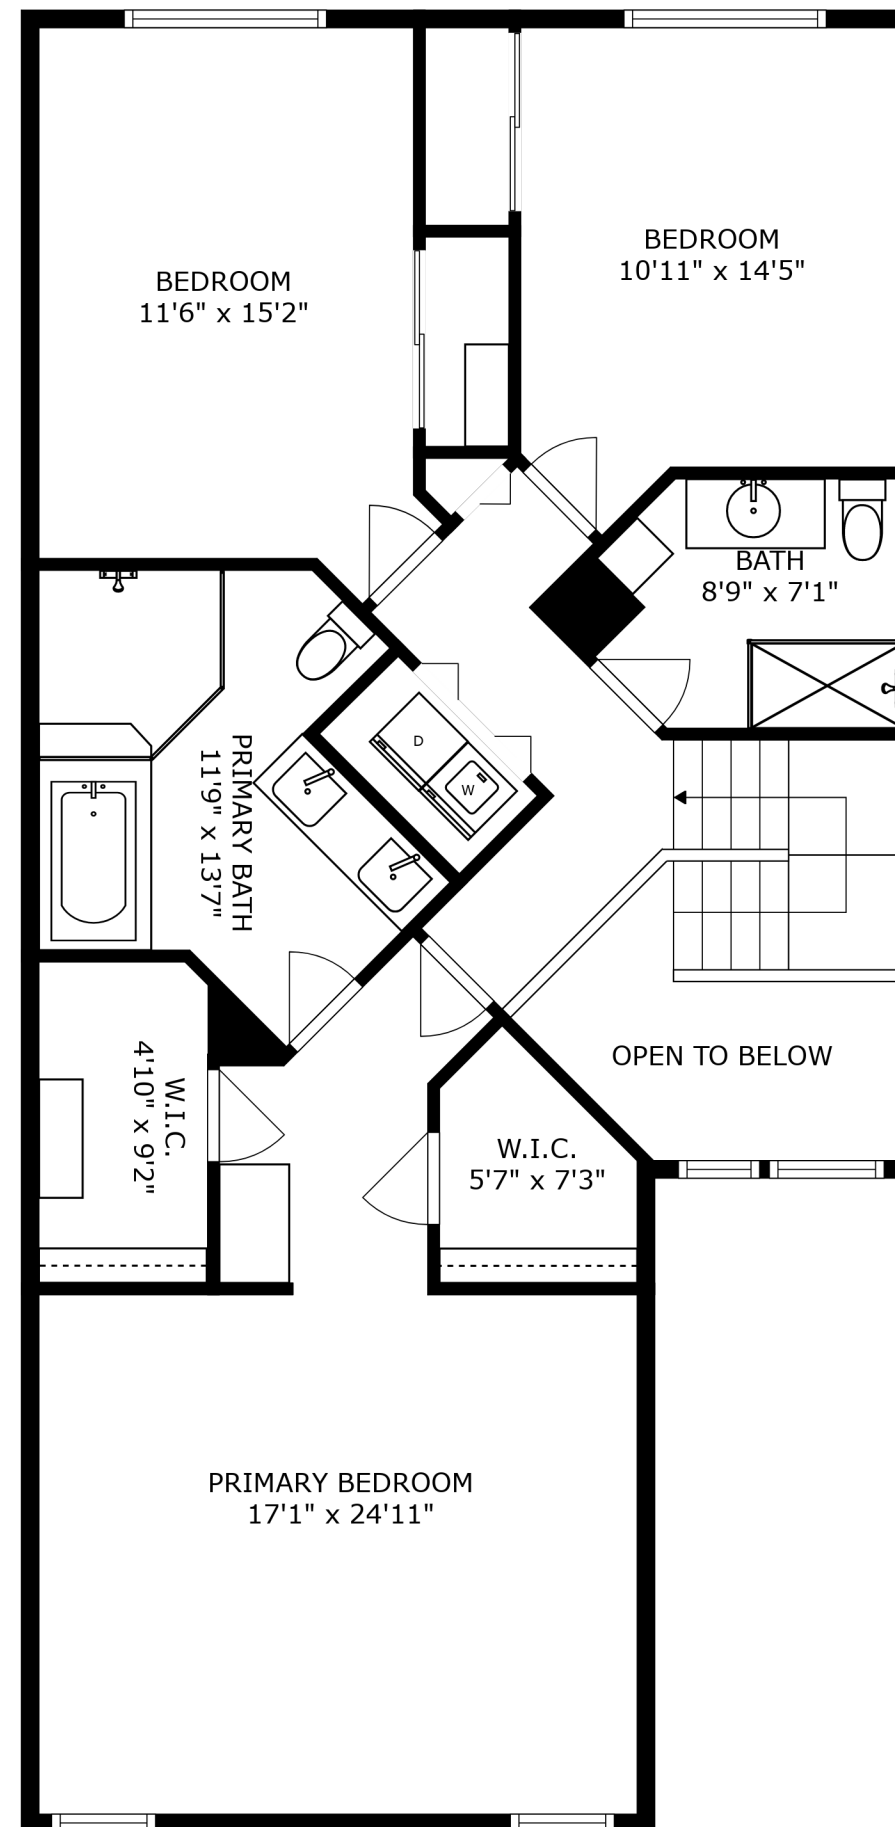 BEDROOM
10'11" x 14'5"
BEDROOM
11'6" x 15'2"
BATH
8'9" x 7'1"
D
W
PRIMARY BATH
11'9" x 13'7"
OPEN TO BELOW
W.I.C.
4'10" x 9'2"
W.I.C.
5'7" x 7'3"
PRIMARY BEDROOM
17'1" x 24'11"